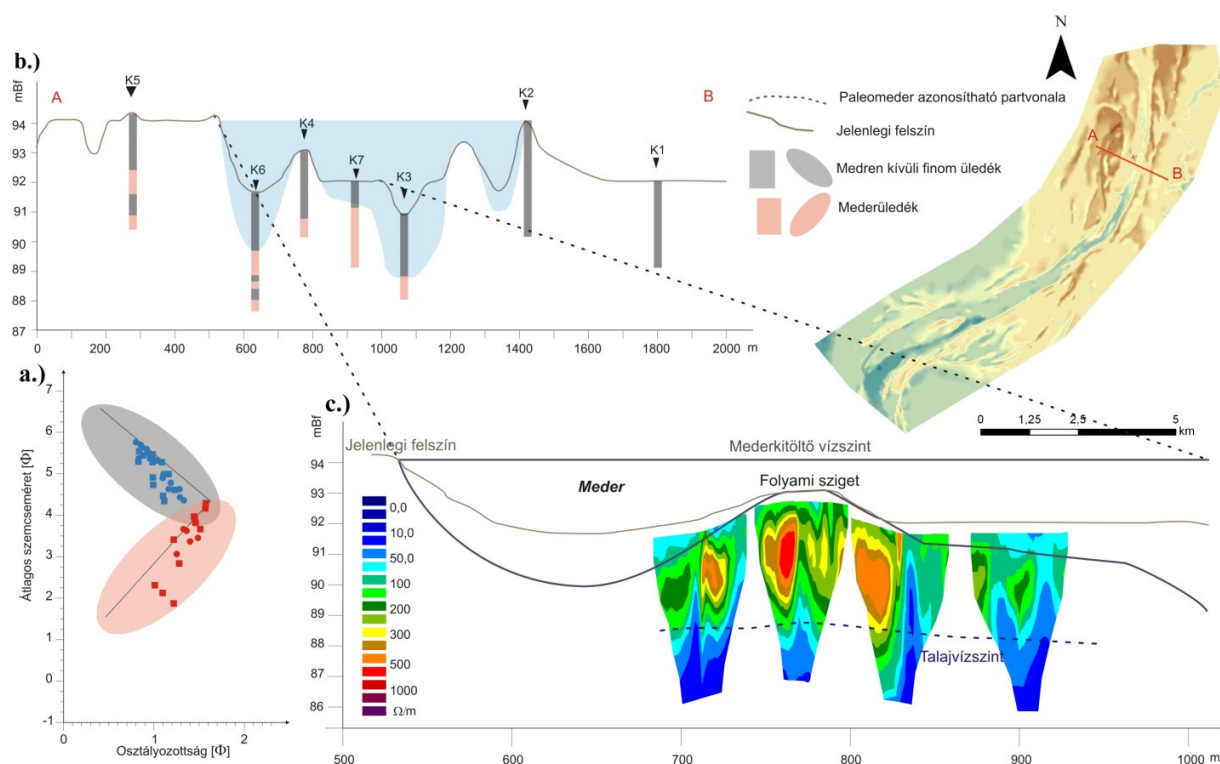 b.)
mBf
A
K5
K6
K4
K7
K3
K2
K1
B
94
93
92
91
90
89
88
87
0 200 400 600 800 1000 1200 1400 1600 1800 2000 m
N
Paleomeder azonosítható partvonala
Jelenlegi felszín
Medren kívüli finom üledék
Mederüledék
A
B
0 1,25 2,5 5
km
a.)
Átlagos szemcseméret [Φ]
7
6
5
4
3
2
1
0
-1
0 1 2
Osztályozottság [Φ]
c.)
mBf
Jelenlegi felszín
Mederkitöltő vízszint
Meder
Folyami sziget
Talajvízszint
94
93
92
91
90
89
88
87
86
0,0
10,0
50,0
100
200
300
500
1000
Ω/m
500 600 700 800 900 1000 m